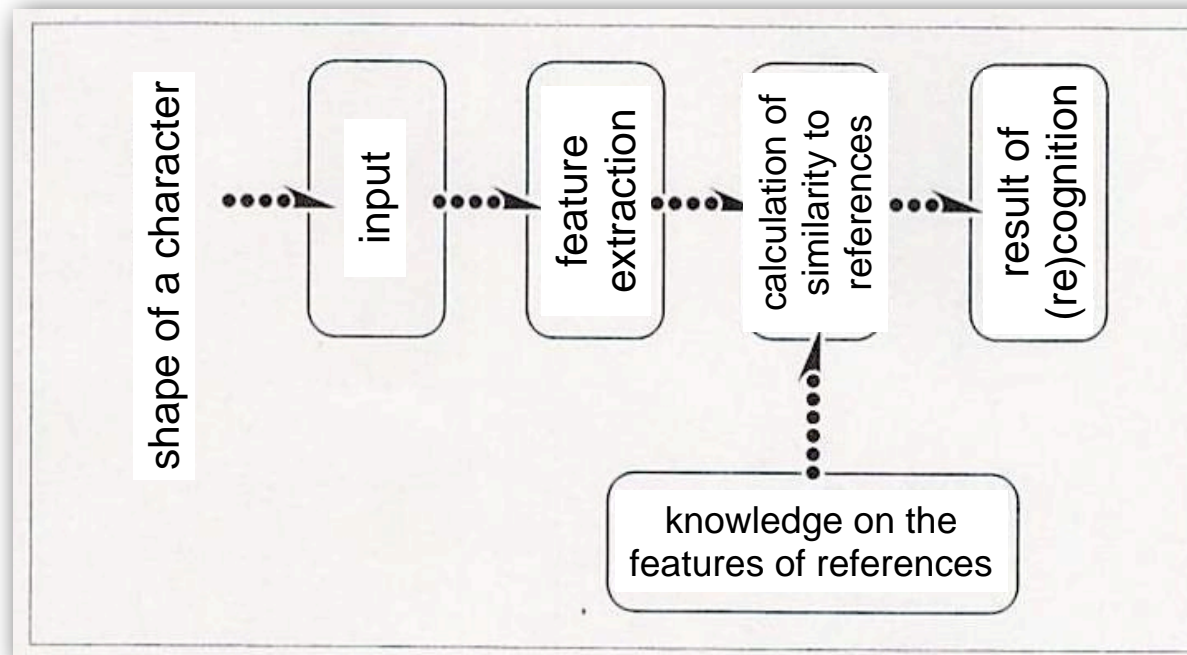 shape of a character
input
feature
extraction
calculation of
similarity to
references
result of
(re)cognition
knowledge on the
features of references